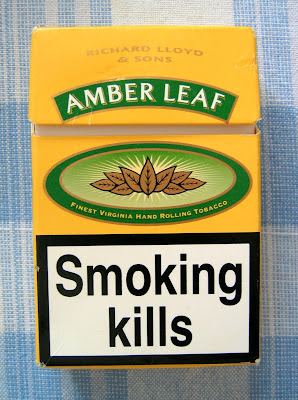 RICHARD LLOYD
& SONS
AMBER LEAF
FINEST VIRGINIA HAND ROLLING TOBACCO
Smoking
kills